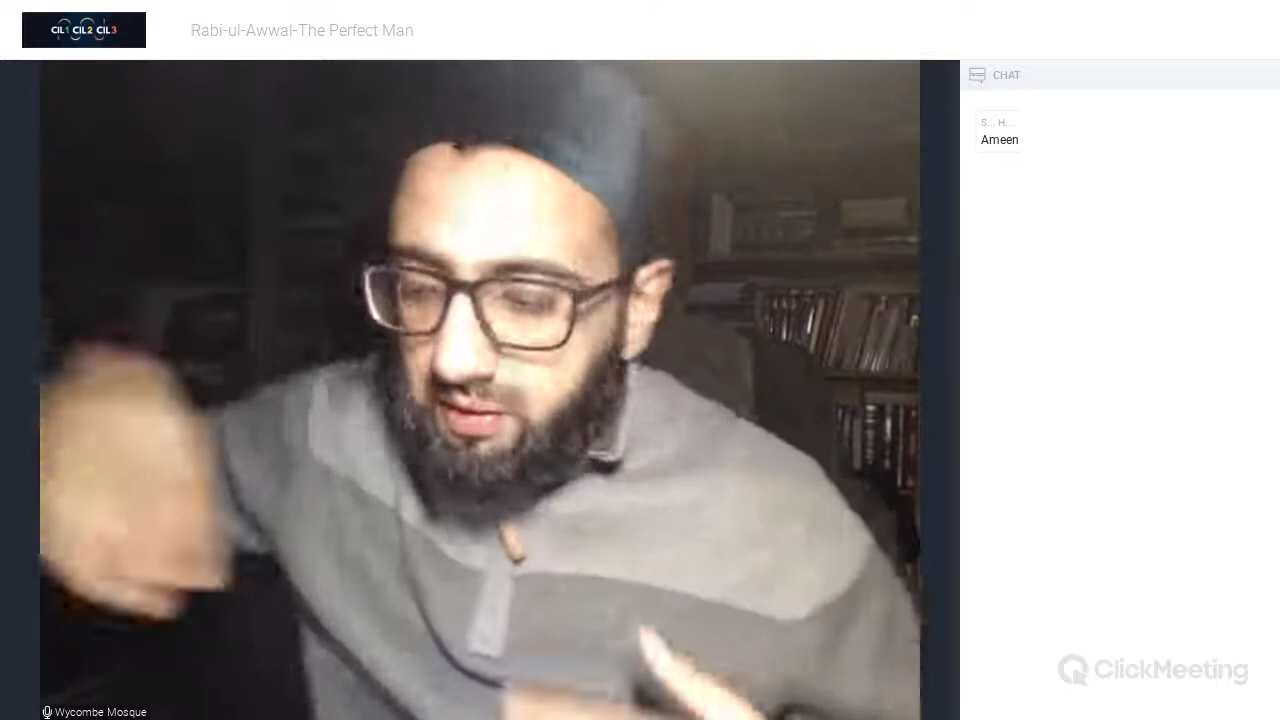 CIL1 CIL2 CIL3
Rabi-ul-Awwal-The Perfect Man
CHAT
S... H...
Ameen
Wycombe Mosque
ClickMeeting